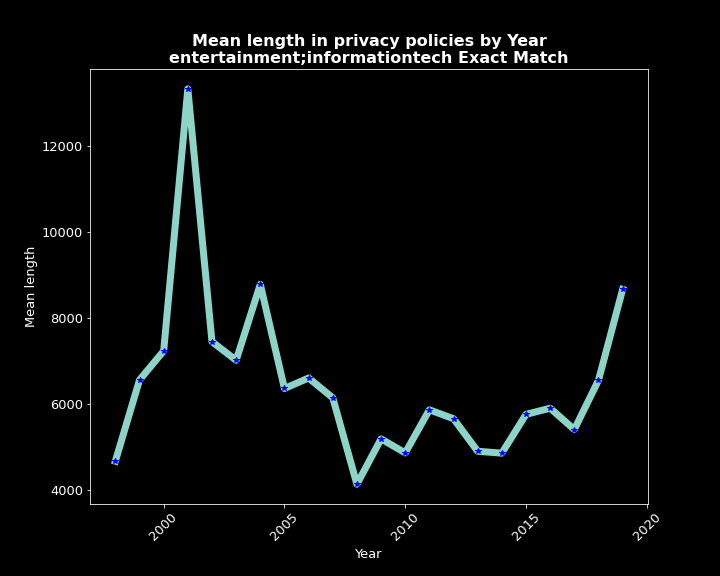 Mean length in privacy policies by Year
entertainment;informationtech Exact Match
12000
10000
8000
6000
4000
Mean length
2000
2005
2010
2015
2020
Year